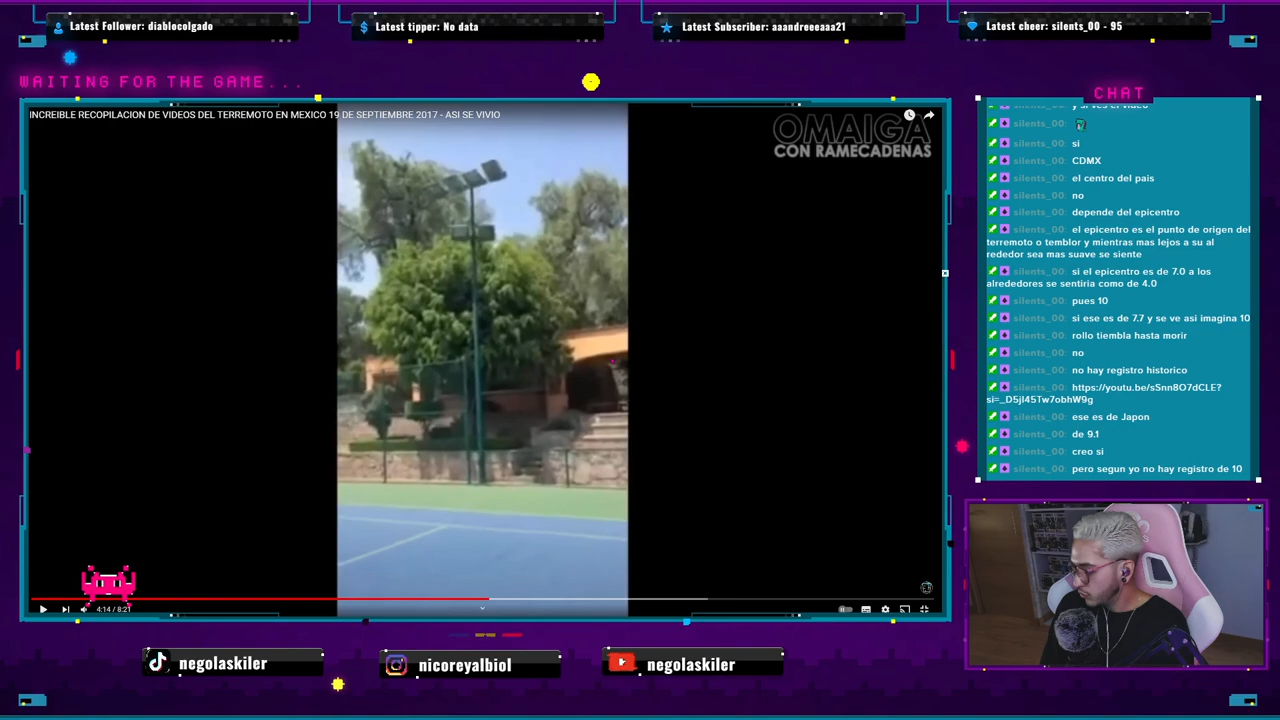 Latest Follower: diablocolgado
Latest tipper: No data
Latest Subscriber: aaandreeeaaa21
Latest cheer: silents_00 - 95
WAITING FOR THE GAME...
INCREIBLE RECOPILACION DE VIDEOS DEL TERREMOTO EN MEXICO 19 DE SEPTIEMBRE 2017 - ASI SE VIVIO
OMAIGA
CON RAMECADENAS
CHAT
y si ves el video
silents_00:
silents_00: si
silents_00: CDMX
silents_00: el centro del pais
silents_00: no
silents_00: depende del epicentro
silents_00: el epicentro es el punto de origen del
terremoto o temblor y mientras mas lejos a su al
rededor sea mas suave se siente
silents_00: si el epicentro es de 7.0 a los
alrededores se sentiria como de 4.0
silents_00: pues 10
silents_00: si ese es de 7.7 y se ve asi imagina 10
silents_00: rollo tiembla hasta morir
silents_00: no
silents_00: no hay registro historico
silents_00: https://youtu.be/sSnn8O7dCLE?
si=_D5jI45Tw7obhW9g
silents_00: ese es de Japon
silents_00: de 9.1
silents_00: creo si
silents_00: pero segun yo no hay registro de 10
4:14 / 8:21
negolaskiler
nicoreyalbiol
negolaskiler